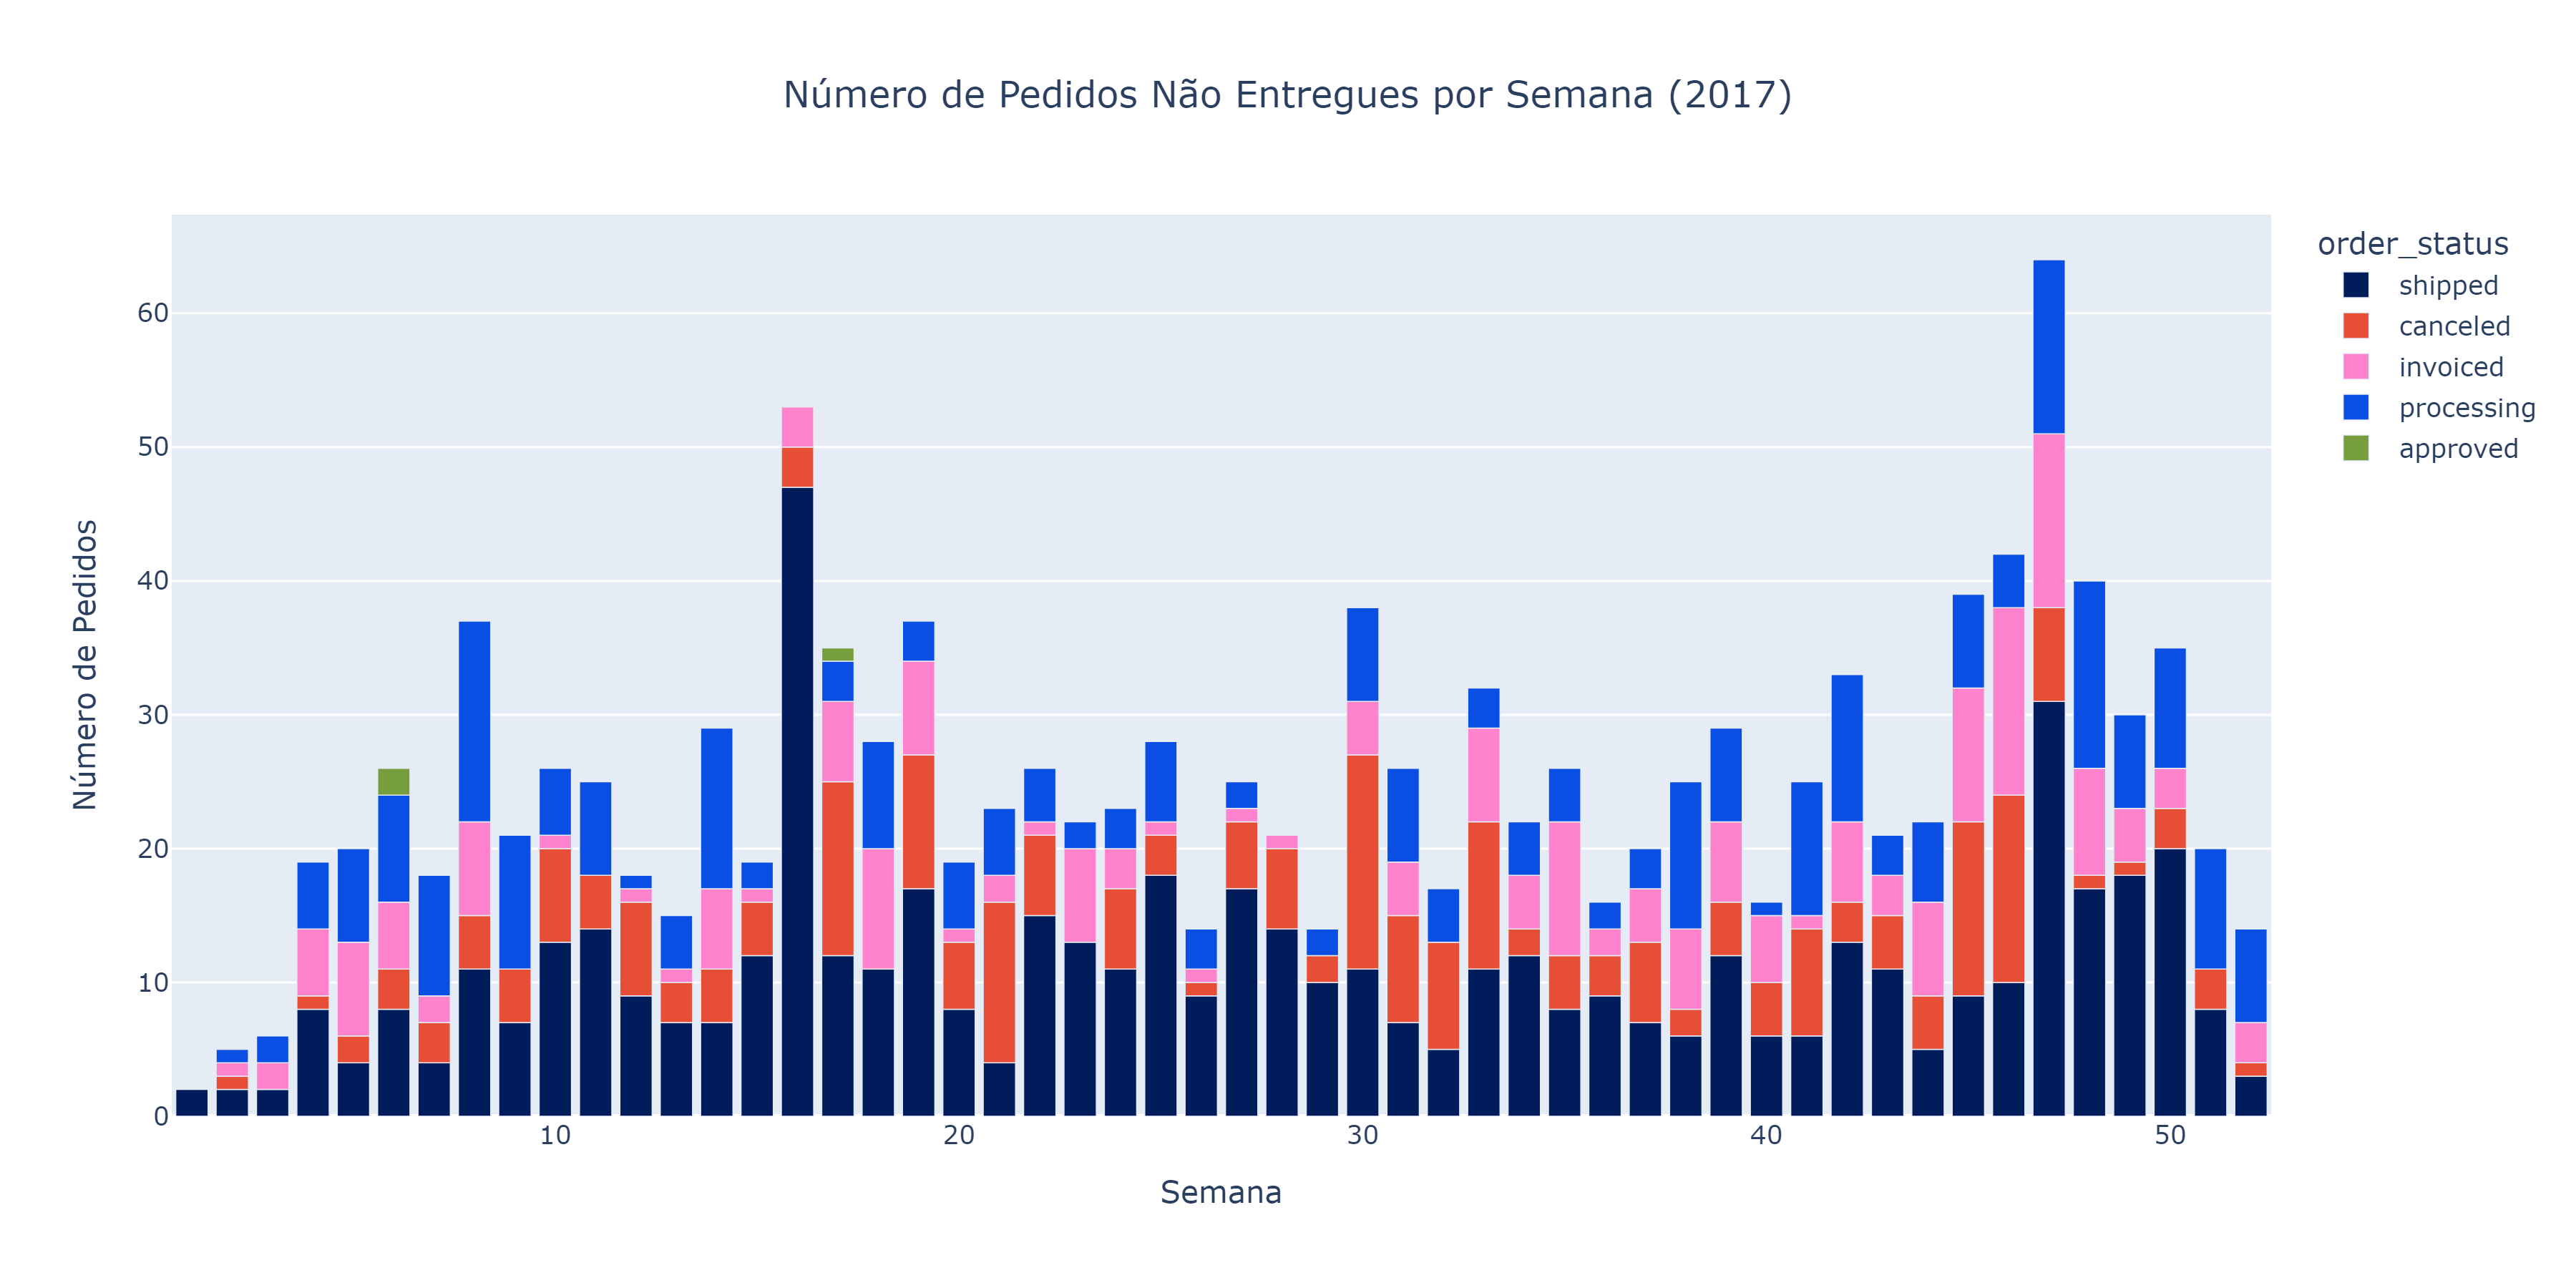 Número de Pedidos Não Entregues por Semana (2017)
order_status
shipped
canceled
invoiced
processing
approved
Número de Pedidos
60
50
40
30
20
10
0
10 20 30 40 50
Semana